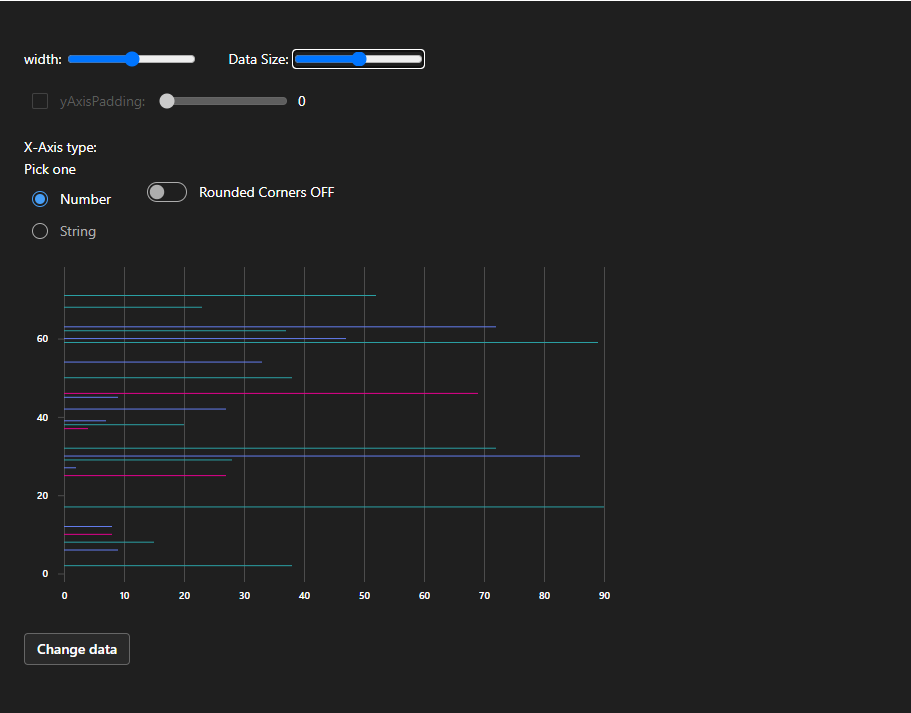 width: Data Size:
yAxisPadding: 0
X-Axis type:
Pick one
Number
Rounded Corners OFF
String
60
40
20
0
0 10 20 30 40 50 60 70 80 90
Change data